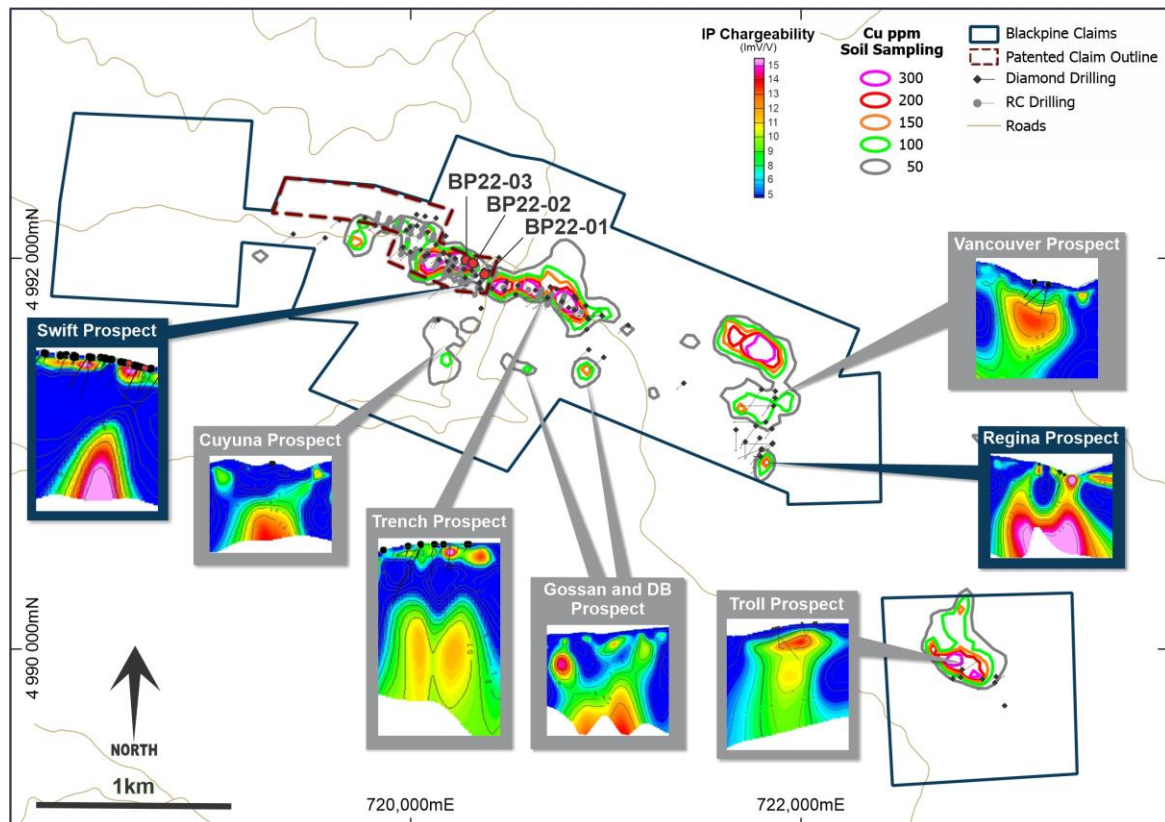 IP Chargeability
(ImV/V)
15
14
13
12
11
10
9
8
7
6
5
Cu ppm
Soil Sampling
300
200
150
100
50
Blackpine Claims
Patented Claim Outline
Diamond Drilling
RC Drilling
Roads
BP22-03
BP22-02
BP22-01
4 992 000mN
Vancouver Prospect
Swift Prospect
Cuyuna Prospect
Regina Prospect
Trench Prospect
Gossan and DB
Prospect
Troll Prospect
4 990 000mN
NORTH
1km
720,000mE
722,000mE